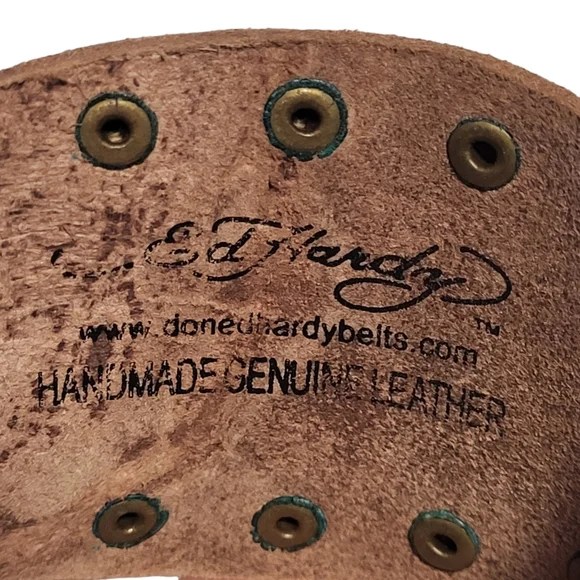 Ed Hardy
TM
www.donedhardybelts.com
HANDMADE GENUINE LEATHER